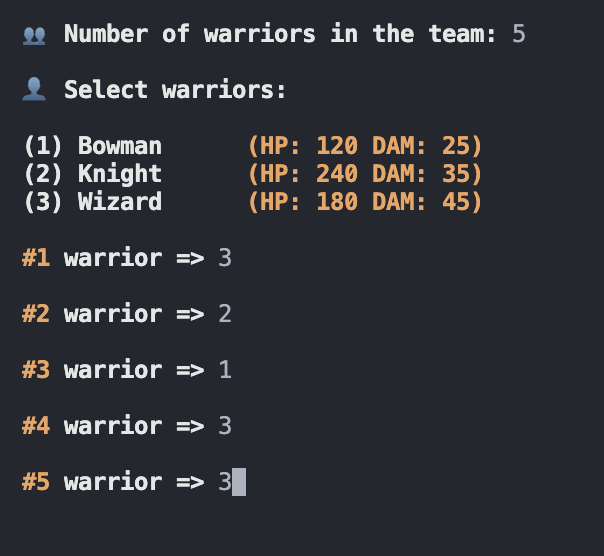 Number of warriors in the team: 5
Select warriors:
(1) Bowman (HP: 120 DAM: 25)
(2) Knight (HP: 240 DAM: 35)
(3) Wizard (HP: 180 DAM: 45)
#1 warrior => 3
#2 warrior => 2
#3 warrior => 1
#4 warrior => 3
#5 warrior => 3